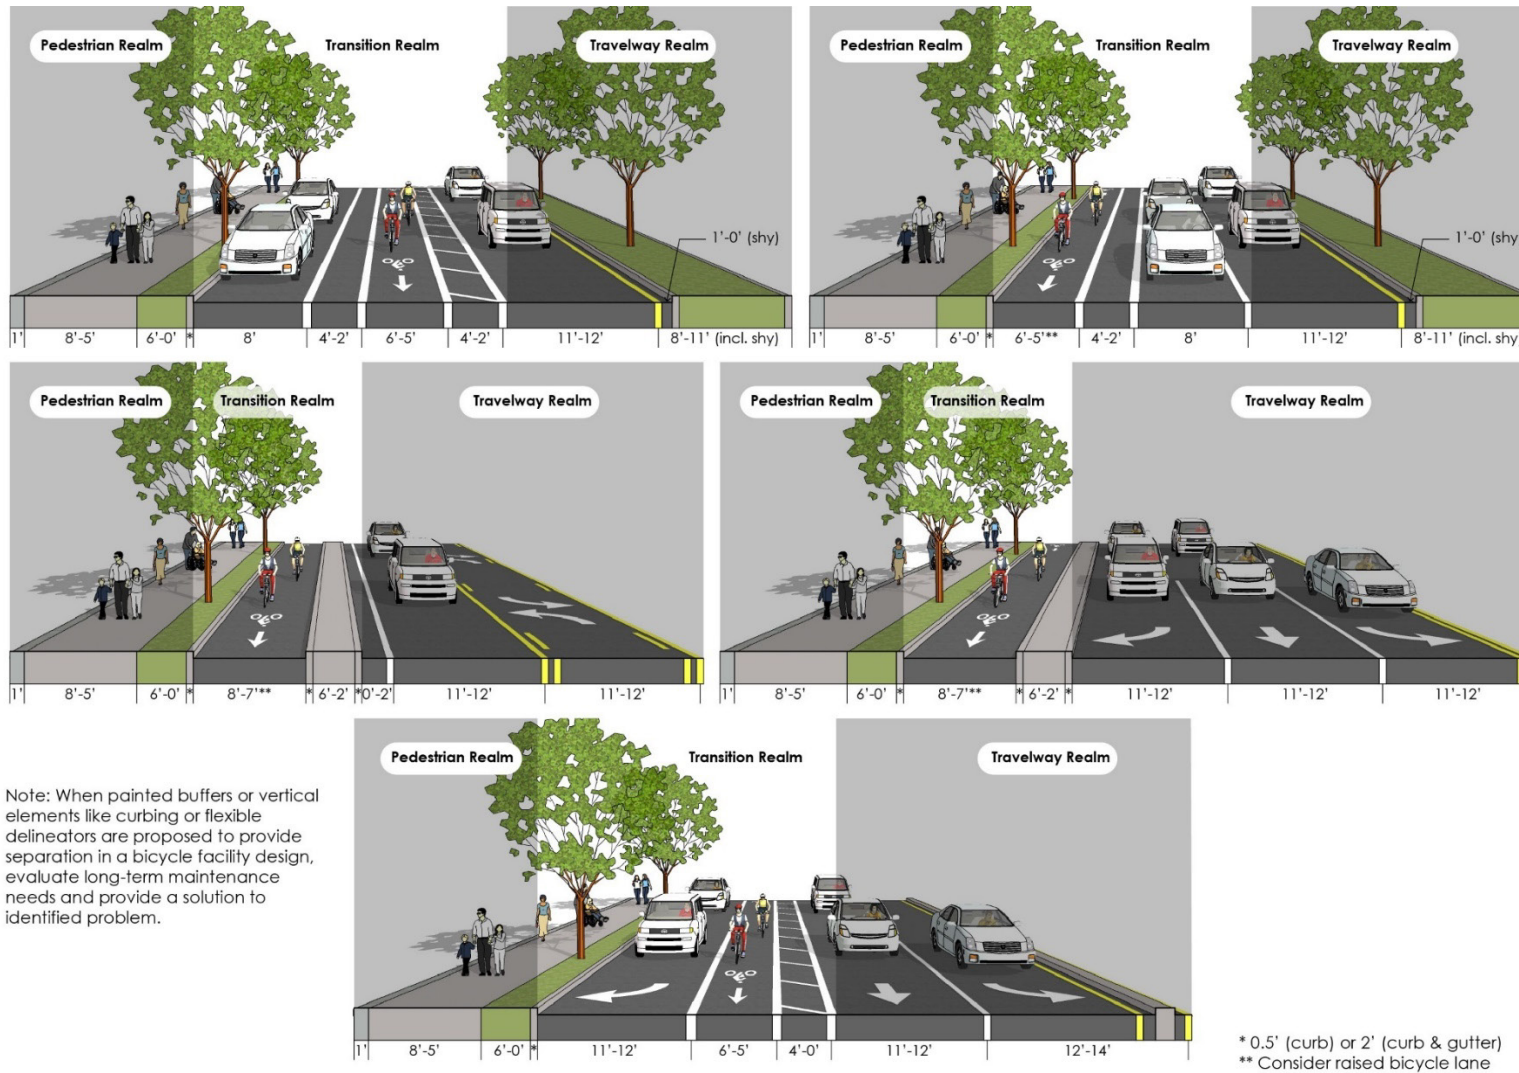 Pedestrian Realm
Transition Realm
Travelway Realm
1'-0' (shy)
1'
8'-5'
6'-0'
*
8'
4'-2'
6'-5'
4'-2'
11'-12'
8'-11' (incl. shy)
Pedestrian Realm
Transition Realm
Travelway Realm
1'-0' (shy)
1'
8'-5'
6'-0'
*
6'-5'**
4'-2'
8'
11'-12'
8'-11' (incl. shy)
Pedestrian Realm
Transition Realm
Travelway Realm
1'
8'-5'
6'-0'
*
8'-7'**
*
6'-2'
*
0'-2'
11'-12'
11'-12'
Pedestrian Realm
Transition Realm
Travelway Realm
1'
8'-5'
6'-0'
*
8'-7'**
*
6'-2'
*
11'-12'
11'-12'
11'-12'
Note: When painted buffers or vertical
elements like curbing or flexible
delineators are proposed to provide
separation in a bicycle facility design,
evaluate long-term maintenance
needs and provide a solution to
identified problem.
Pedestrian Realm
Transition Realm
Travelway Realm
1'
8'-5'
6'-0'
*
11'-12'
6'-5'
4'-0'
11'-12'
12'-14'
* 0.5' (curb) or 2' (curb & gutter)
** Consider raised bicycle lane